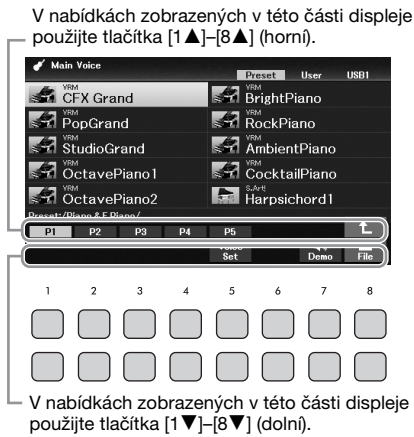 V nabídkách zobrazených v této části displeje
použijte tlačítka [1▲]–[8▲] (horní).
Main Voice
Preset User USB1
VRM CFX Grand VRM BrightPiano
VRM PopGrand VRM RockPiano
VRM StudioGrand VRM AmbientPiano
VRM OctavePiano1 VRM CocktailPiano
VRM OctavePiano2 S.Art! Harpsichord1
Preset:/Piano & E.Piano/
P1 P2 P3 P4 P5
Voice Set Demo File
1 2 3 4 5 6 7 8
V nabídkách zobrazených v této části displeje
použijte tlačítka [1▼]–[8▼] (dolní).